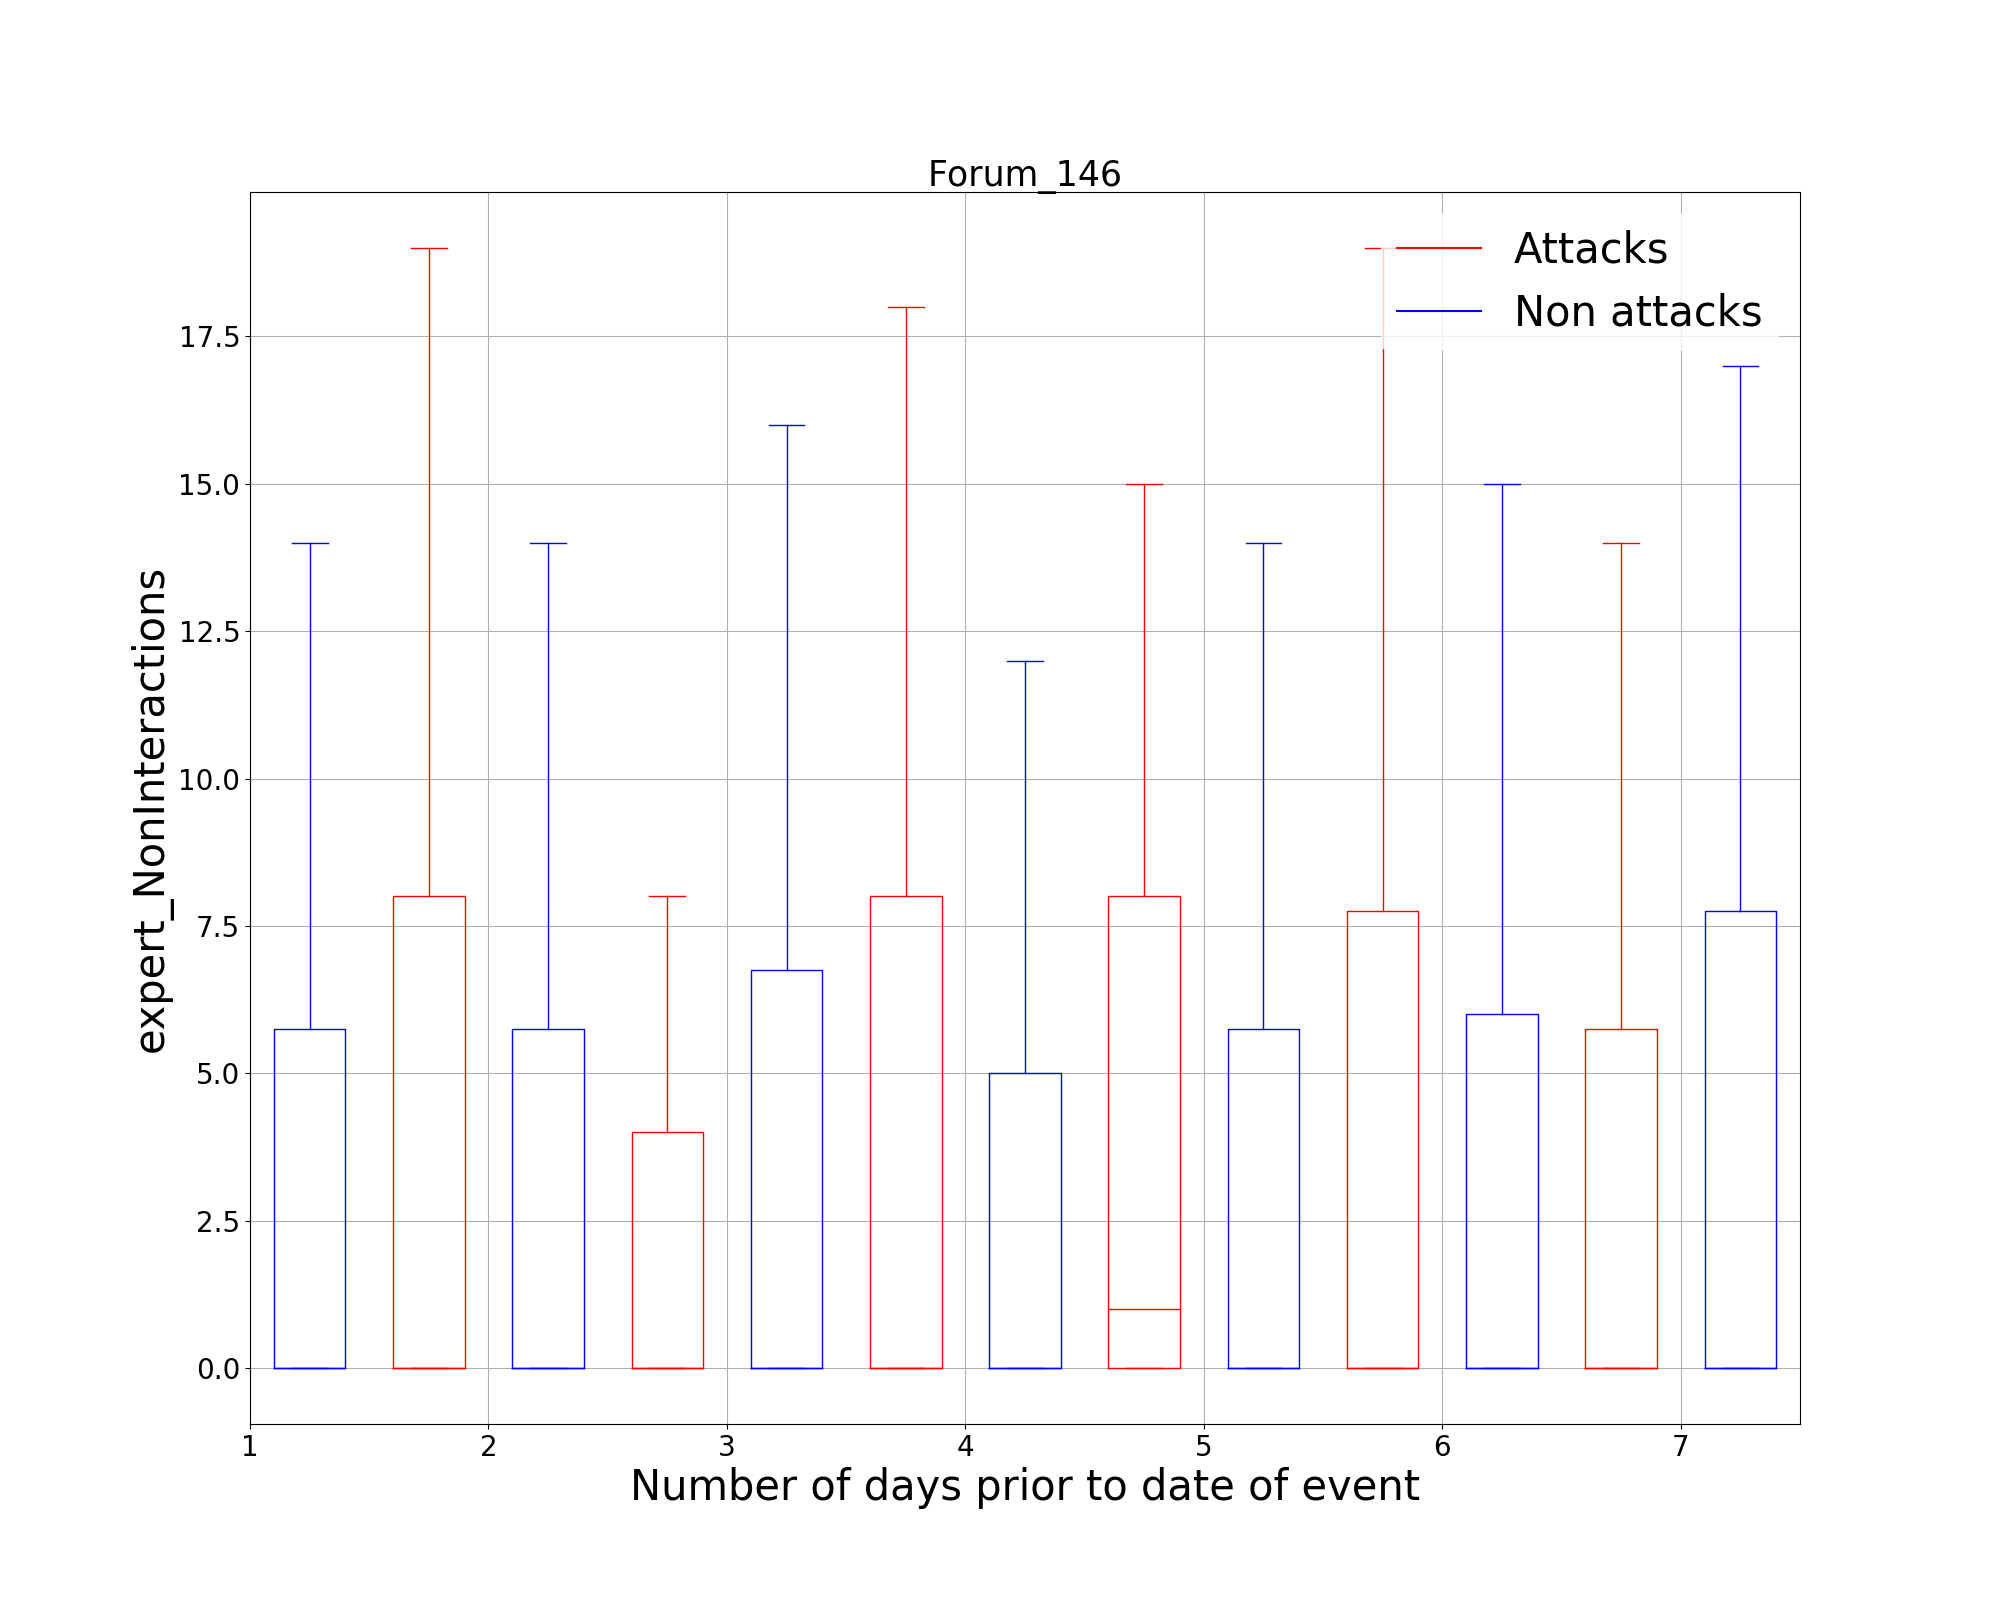 Forum_146
Attacks
Non attacks
17.5
15.0
12.5
10.0
7.5
5.0
2.5
0.0
expert_NonInteractions
1 2 3 4 5 6 7
Number of days prior to date of event